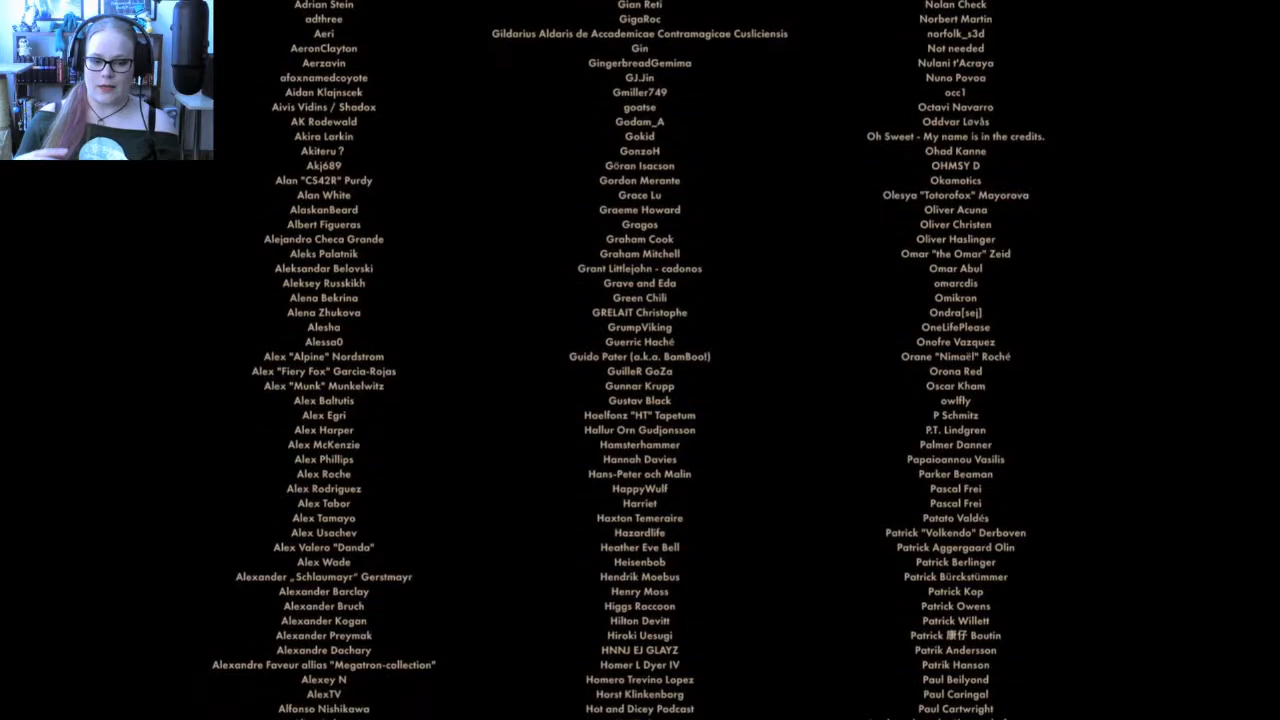 Adrian Stein
adthree
Aeri
AeronClayton
Aerzavin
afoxnamedcoyote
Aidan Klajnscek
Aivis Vidins / Shadox
AK Rodewald
Akira Larkin
Akiteru ?
Akj689
Alan "CS42R" Purdy
Alan White
AlaskanBeard
Albert Figueras
Alejandro Checa Grande
Aleks Palatnik
Aleksandar Belovski
Aleksey Russkikh
Alena Bekrina
Alena Zhukova
Alesha
Alessa0
Alex "Alpine" Nordstrom
Alex "Fiery Fox" Garcia-Rojas
Alex "Munk" Munkelwitz
Alex Baltutis
Alex Egri
Alex Harper
Alex McKenzie
Alex Phillips
Alex Roche
Alex Rodriguez
Alex Tabor
Alex Tamayo
Alex Usachev
Alex Valero "Danda"
Alex Wade
Alexander „Schlaumayr“ Gerstmayr
Alexander Barclay
Alexander Bruch
Alexander Kogan
Alexander Preymak
Alexandre Dachary
Alexandre Faveur allias "Megatron-collection"
Alexey N
AlexTV
Alfonso Nishikawa
Gian Reti
GigaRoc
Gildarius Aldaris de Accademicae Contramagicae Cusliciensis
Gin
GingerbreadGemima
GJ.Jin
Gmiller749
goatse
Godam_A
Gokid
GonzoH
Göran Isacson
Gordon Merante
Grace Lu
Graeme Howard
Gragos
Graham Cook
Graham Mitchell
Grant Littlejohn - cadonos
Grave and Eda
Green Chili
GRELAIT Christophe
GrumpViking
Guerric Haché
Guido Pater (a.k.a. BamBoo!)
GuilleR GoZa
Gunnar Krupp
Gustav Black
Haelfonz "HT" Tapetum
Hallur Orn Gudjonsson
Hamsterhammer
Hannah Davies
Hans-Peter och Malin
HappyWulf
Harriet
Haxton Temeraire
Hazardlife
Heather Eve Bell
Heisenbob
Hendrik Moebus
Henry Moss
Higgs Raccoon
Hilton Devitt
Hiroki Uesugi
HNNJ EJ GLAYZ
Homer L Dyer IV
Homero Trevino Lopez
Horst Klinkenborg
Hot and Dicey Podcast
Nolan Check
Norbert Martin
norfolk_s3d
Not needed
Nulani t'Acraya
Nuno Povoa
occ1
Octavi Navarro
Oddvar Løvås
Oh Sweet - My name is in the credits.
Ohad Kanne
OHMSY D
Okamotics
Olesya "Totorofox" Mayorova
Oliver Acuna
Oliver Christen
Oliver Haslinger
Omar "the Omar" Zeid
Omar Abul
omarcdis
Omikron
Ondra[sej]
OneLifePlease
Onofre Vazquez
Orane "Nimaël" Roché
Orona Red
Oscar Kham
owlfly
P Schmitz
P.T. Lindgren
Palmer Danner
Papaioannou Vasilis
Parker Beaman
Pascal Frei
Pascal Frei
Patato Valdés
Patrick "Volkendo" Derboven
Patrick Aggergaard Olin
Patrick Berlinger
Patrick Bürckstümmer
Patrick Kop
Patrick Owens
Patrick Willett
Patrick 康仔 Boutin
Patrik Andersson
Patrik Hanson
Paul Beilyond
Paul Caringal
Paul Cartwright